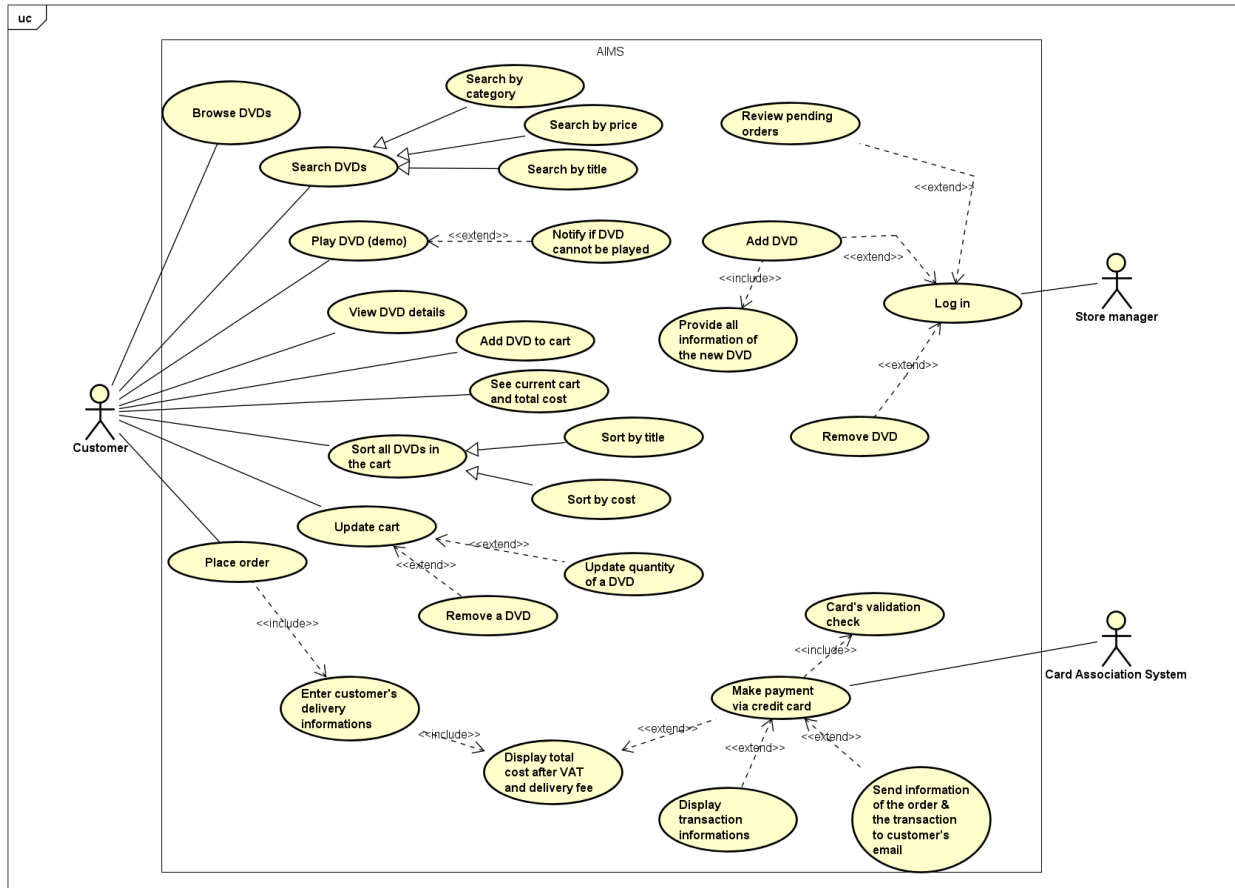 uc
AIMS
Browse DVDs
Search by
category
Search by price
Search DVDs
Search by title
Review pending
orders
<<extend>>
Play DVD (demo)
<<extend>>
Notify if DVD
cannot be played
Add DVD
<<extend>>
<<include>>
Log in
Store manager
View DVD details
Provide all
information of
the new DVD
Add DVD to cart
<<extend>>
See current cart
and total cost
Customer
Sort all DVDs in
the cart
Sort by title
Remove DVD
Sort by cost
Update cart
<<extend>>
Place order
<<extend>>
Update quantity
of a DVD
Remove a DVD
<<include>>
Card's validation
check
<<include>>
Card Association System
Enter customer's
delivery
informations
Make payment
via credit card
<<include>>
<<extend>>
<<extend>>
<<extend>>
Display total
cost after VAT
and delivery fee
Display
transaction
informations
Send information
of the order &
the transaction
to customer's
email